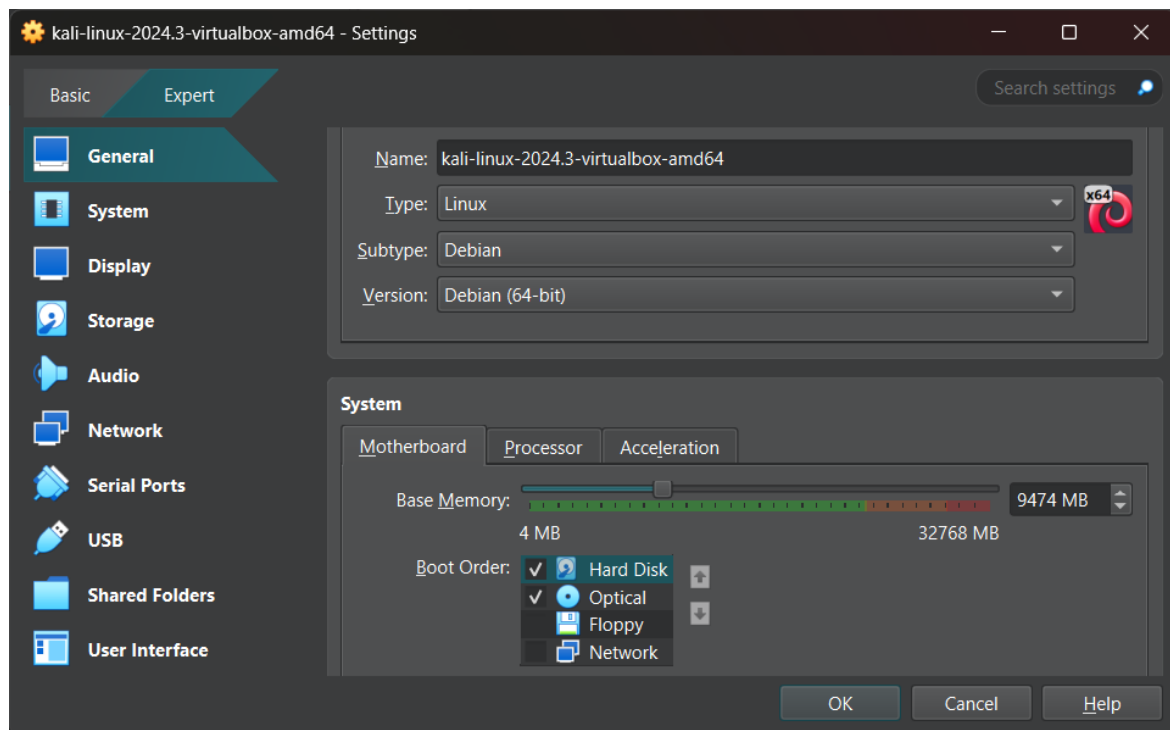 kali-linux-2024.3-virtualbox-amd64 - Settings
Basic
Expert
Search settings
General
System
Display
Storage
Audio
Network
Serial Ports
USB
Shared Folders
User Interface
Name: kali-linux-2024.3-virtualbox-amd64
x64
Type: Linux
Subtype: Debian
Version: Debian (64-bit)
System
Motherboard
Processor
Acceleration
Base Memory:
9474 MB
4 MB
32768 MB
Boot Order:
Hard Disk
Optical
Floppy
Network
OK
Cancel
Help